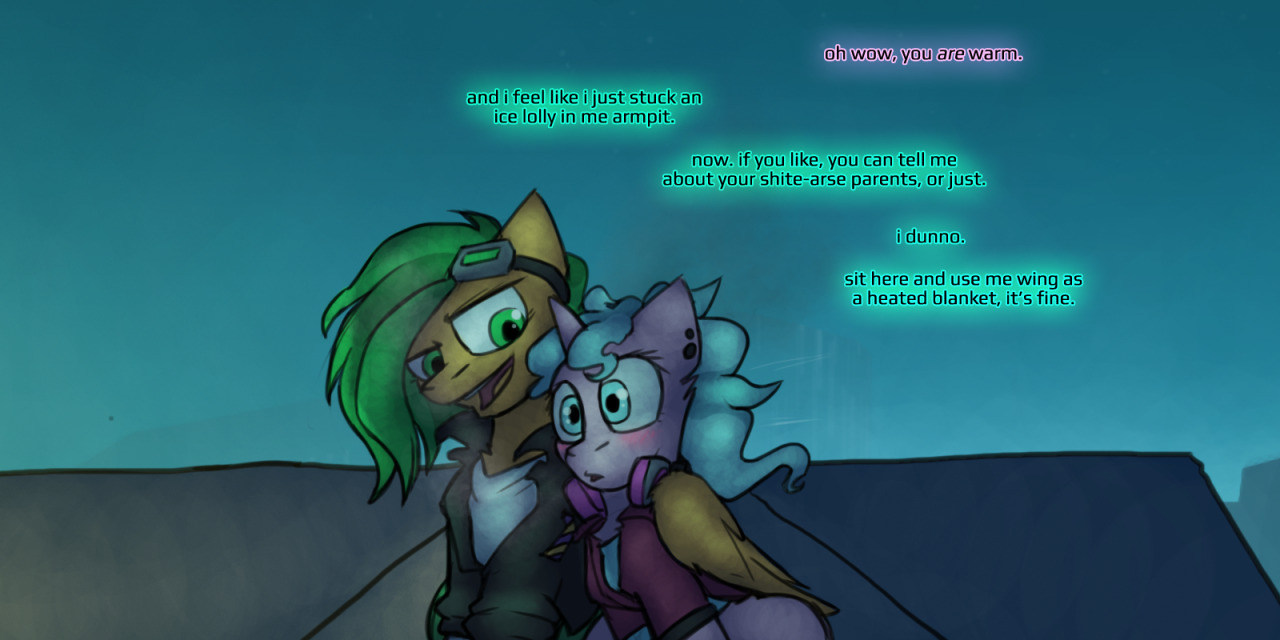 oh wow, you are warm.
and i feel like i just stuck an
ice lolly in me armpit.
now. if you like, you can tell me
about your shite-arse parents, or just.
i dunno.
sit here and use me wing as
a heated blanket, it's fine.